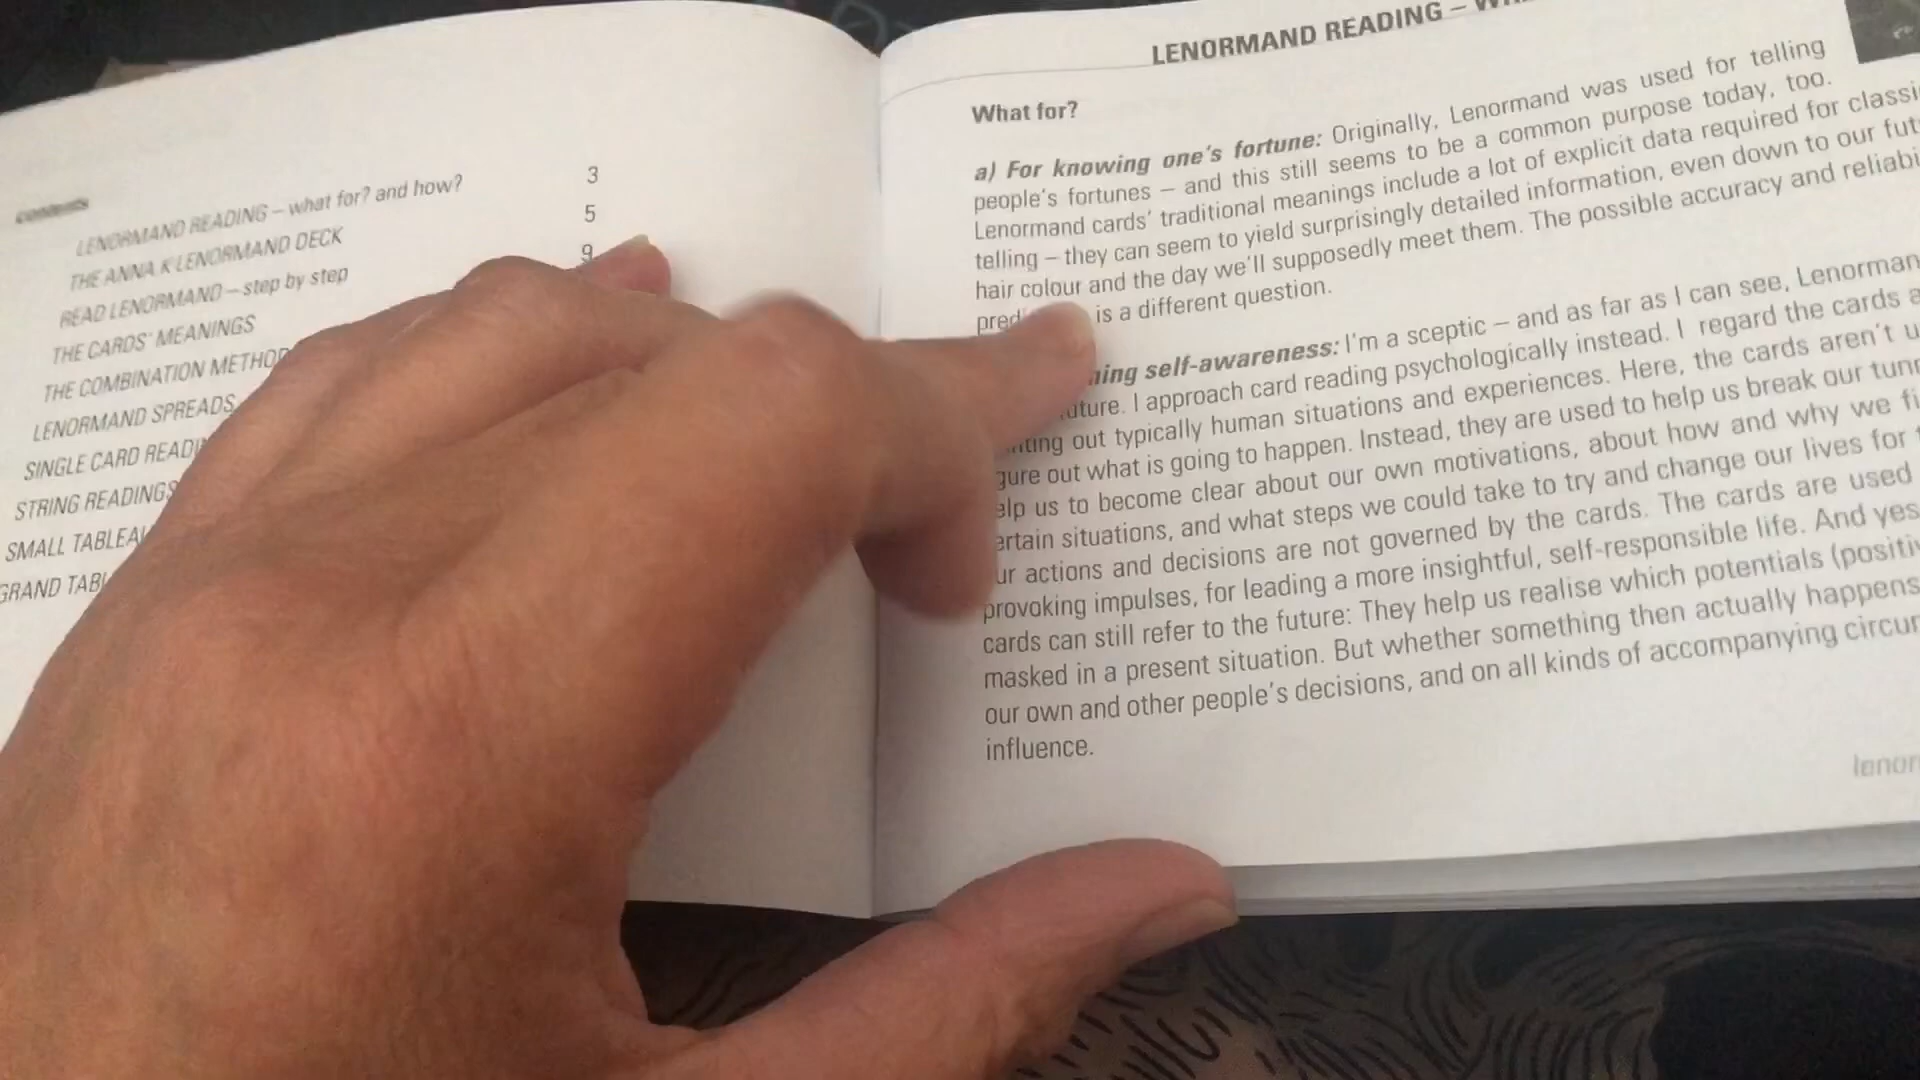 contents
LENORMAND READING – what for? and how? 3
THE ANNA K LENORMAND DECK 5
READ LENORMAND – step by step 9
THE CARDS' MEANINGS
THE COMBINATION METHOD
LENORMAND SPREADS
SINGLE CARD READIN
STRING READINGS
SMALL TABLEAU
GRAND TABL
LENORMAND READING –
What for?
a) For knowing one's fortune: Originally, Lenormand was used for telling
people's fortunes – and this still seems to be a common purpose today, too.
Lenormand cards' traditional meanings include a lot of explicit data required for classi
telling – they can seem to yield surprisingly detailed information, even down to our fut
hair colour and the day we'll supposedly meet them. The possible accuracy and reliabi
pred is a different question.
ning self-awareness: I'm a sceptic – and as far as I can see, Lenorman
uture. I approach card reading psychologically instead. I regard the cards a
nting out typically human situations and experiences. Here, the cards aren't u
gure out what is going to happen. Instead, they are used to help us break our tunn
elp us to become clear about our own motivations, about how and why we fi
ertain situations, and what steps we could take to try and change our lives for
ur actions and decisions are not governed by the cards. The cards are used
provoking impulses, for leading a more insightful, self-responsible life. And yes
cards can still refer to the future: They help us realise which potentials (positiv
masked in a present situation. But whether something then actually happens
our own and other people's decisions, and on all kinds of accompanying circum
influence.
lenor